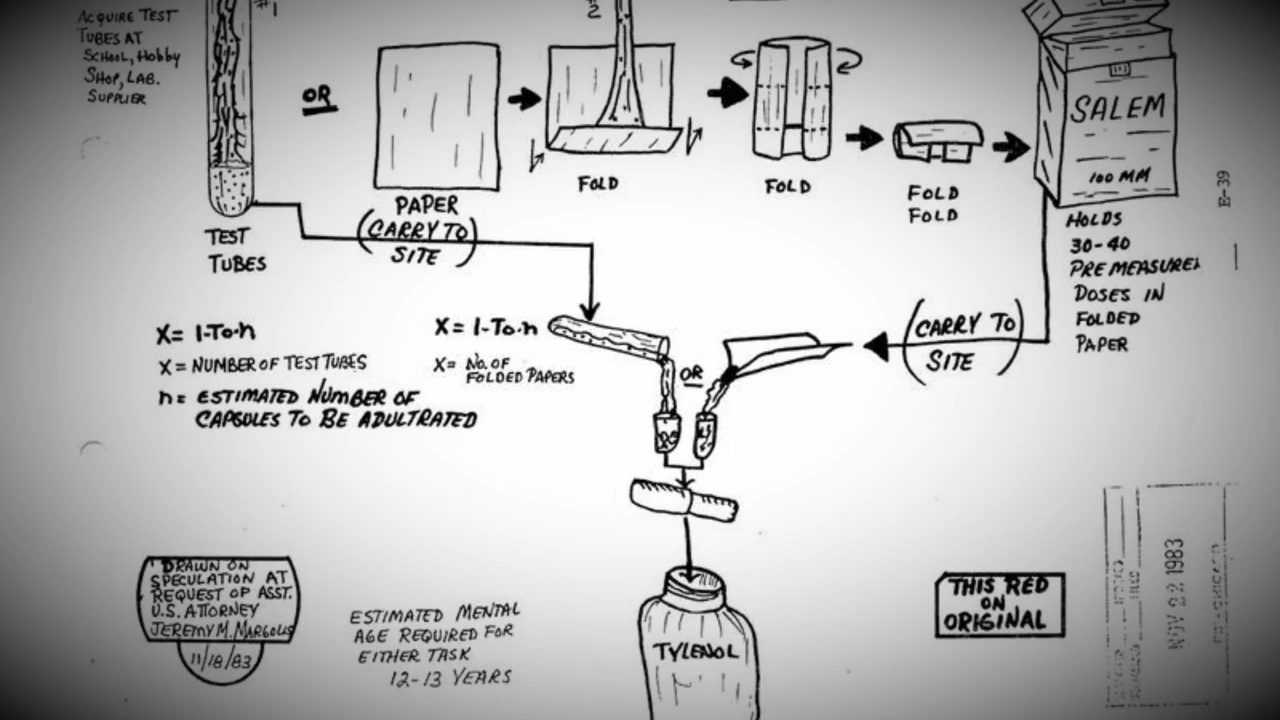 ACQUIRE TEST
TUBES AT
SCHOOL, HOBBY
SHOP, LAB.
SUPPLIER
#1
#2
OR
TEST
TUBES
PAPER
(CARRY TO)
SITE
FOLD
FOLD
FOLD
FOLD
SALEM
100 MM
HOLDS
30-40
PREMEASURED
DOSES IN
FOLDED
PAPER
E-39
X= 1-TO-n
X= NUMBER OF TEST TUBES
n= ESTIMATED NUMBER OF
CAPSULES TO BE ADULTRATED
X= 1-TO-n
X= NO. OF
FOLDED PAPERS
OR
(CARRY TO)
SITE
TYLENOL
DRAWN ON
SPECULATION AT
REQUEST OF ASST.
U.S. ATTORNEY
JEREMY M. MARGOLIS
11/18/83
ESTIMATED MENTAL
AGE REQUIRED FOR
EITHER TASK
12-13 YEARS
THIS RED
ON
ORIGINAL
NOV 22 1983